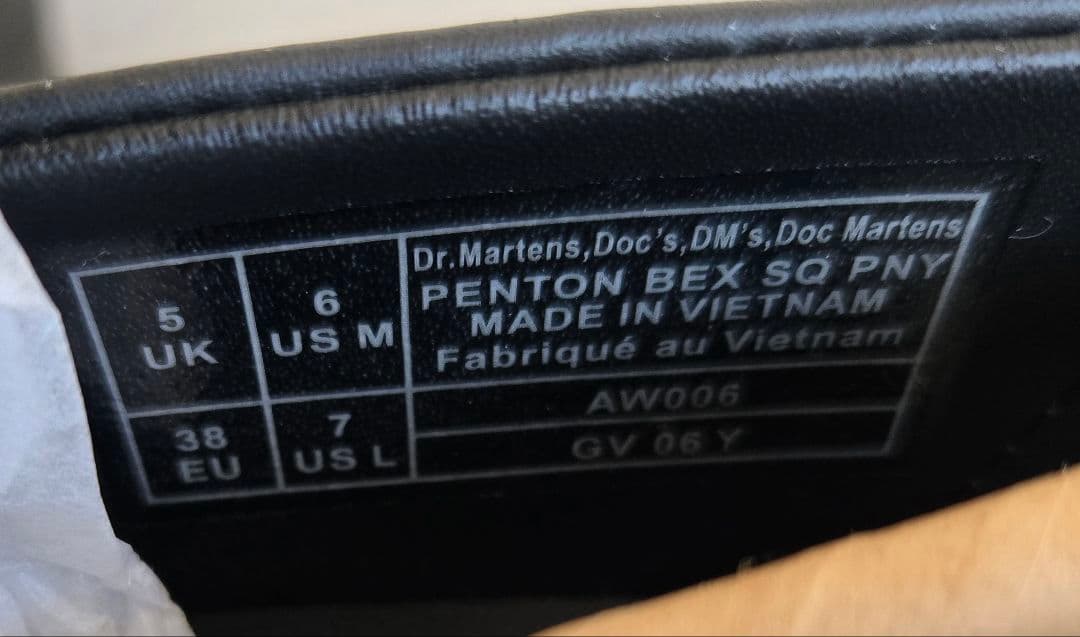 5
UK
6
US M
38
EU
7
US L
Dr.Martens,Doc's,DM's,Doc Martens
PENTON BEX SQ PNY
MADE IN VIETNAM
Fabriqué au Vietnam
AW006
GV 06 Y